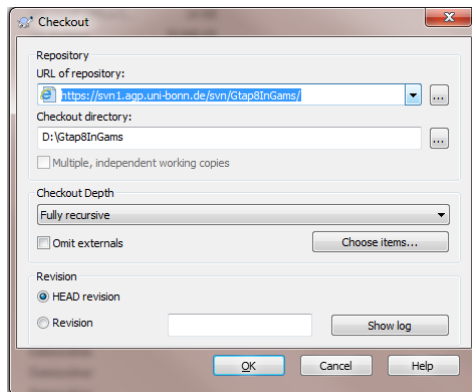 Checkout
Repository
URL of repository:
https://svn1.agp.uni-bonn.de/svn/Gtap8InGams/
...
Checkout directory:
D:\Gtap8InGams
...
Multiple, independent working copies
Checkout Depth
Fully recursive
Omit externals
Choose items...
Revision
HEAD revision
Revision
Show log
OK
Cancel
Help